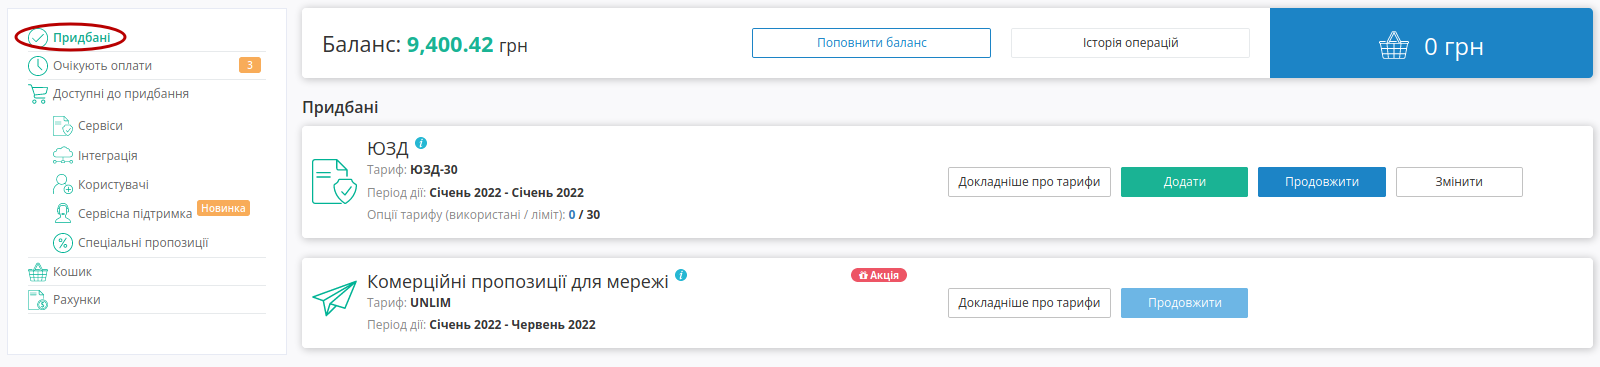 Придбані
Очікують оплати 3
Доступні до придбання
Сервіси
Інтеграція
Користувачі
Сервісна підтримка Новинка
Спеціальні пропозиції
Кошик
Рахунки
Баланс: 9,400.42 грн Поповнити баланс Історія операцій 0 грн
Придбані
ЮЗД
Тариф: ЮЗД-30
Період дії: Січень 2022 - Січень 2022
Опції тарифу (використані / ліміт): 0 / 30
Докладніше про тарифи Додати Продовжити Змінити
Комерційні пропозиції для мережі Акція
Тариф: UNLIM
Період дії: Січень 2022 - Червень 2022
Докладніше про тарифи Продовжити